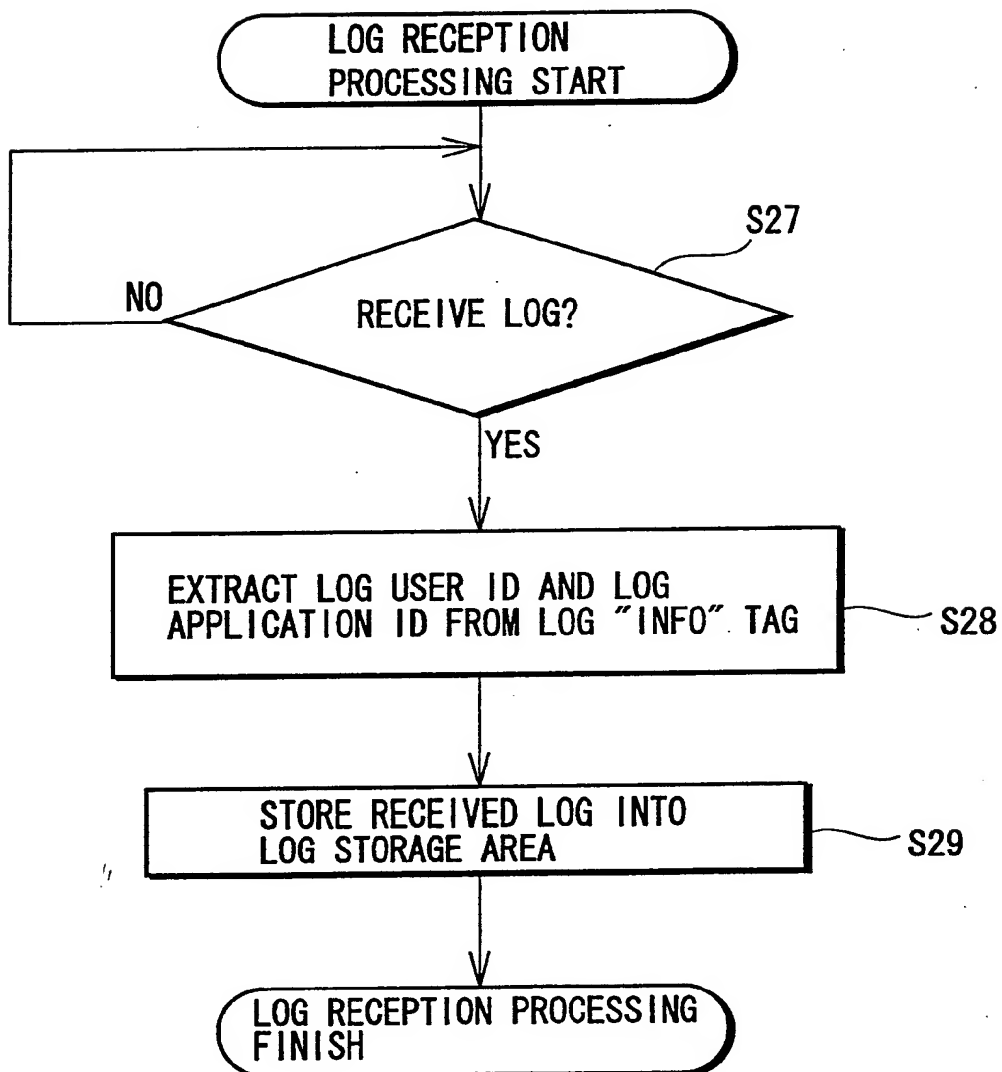 LOG RECEPTION
PROCESSING START
S27
NO
RECEIVE LOG?
YES
EXTRACT LOG USER ID AND LOG
APPLICATION ID FROM LOG "INFO" TAG
S28
STORE RECEIVED LOG INTO
LOG STORAGE AREA
S29
LOG RECEPTION PROCESSING
FINISH